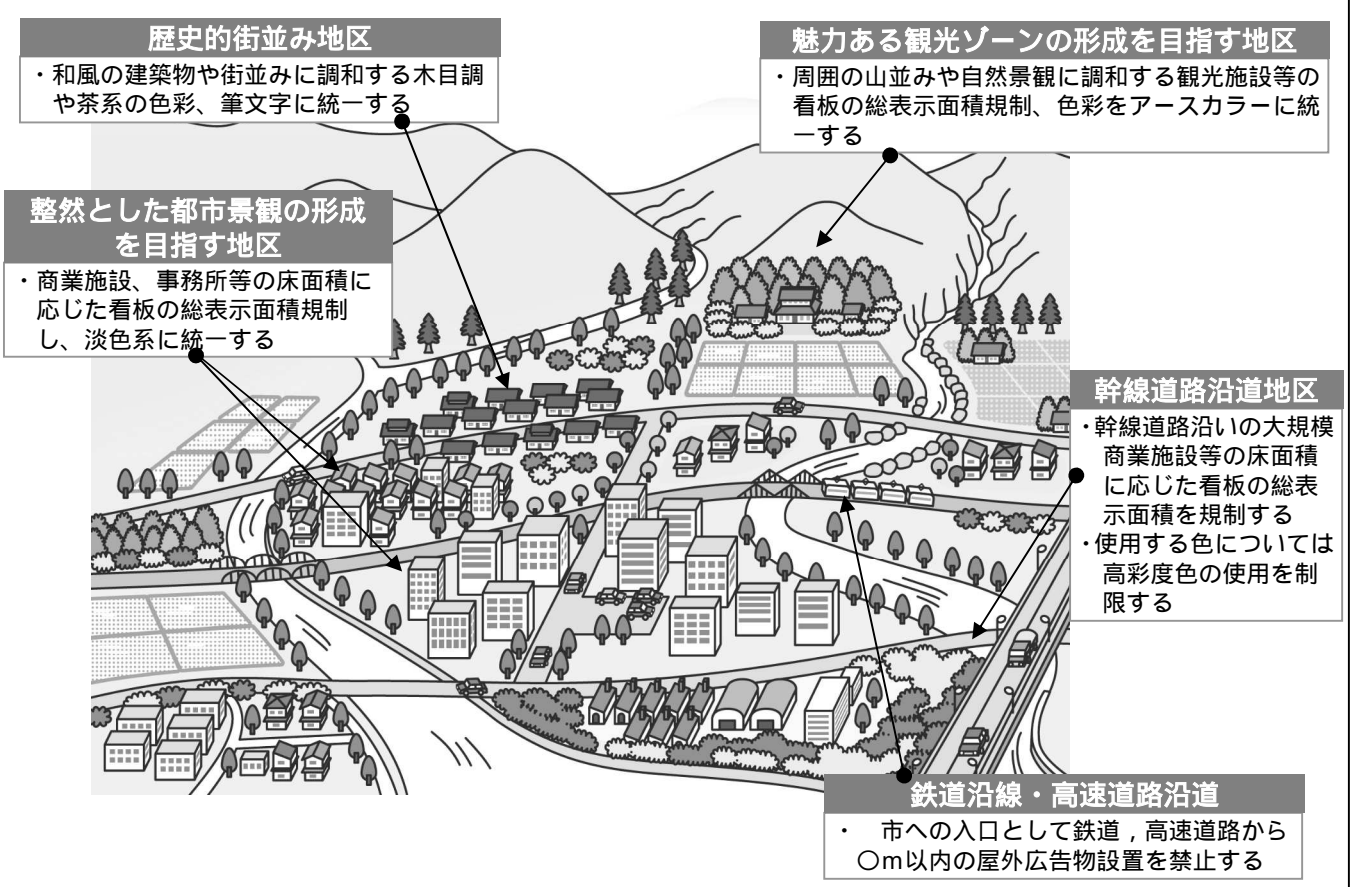 歴史的街並み地区
・和風の建築物や街並みに調和する木目調
や茶系の色彩、筆文字に統一する
魅力ある観光ゾーンの形成を目指す地区
・周囲の山並みや自然景観に調和する観光施設等の
看板の総表示面積規制、色彩をアースカラーに統
一する
整然とした都市景観の形成
を目指す地区
・商業施設、事務所等の床面積に
応じた看板の総表示面積規制
し、淡色系に統一する
幹線道路沿道地区
・幹線道路沿いの大規模
商業施設等の床面積
に応じた看板の総表
示面積を規制する
・使用する色については
高彩度色の使用を制
限する
鉄道沿線・高速道路沿道
・　市への入口として鉄道，高速道路から
〇ｍ以内の屋外広告物設置を禁止する